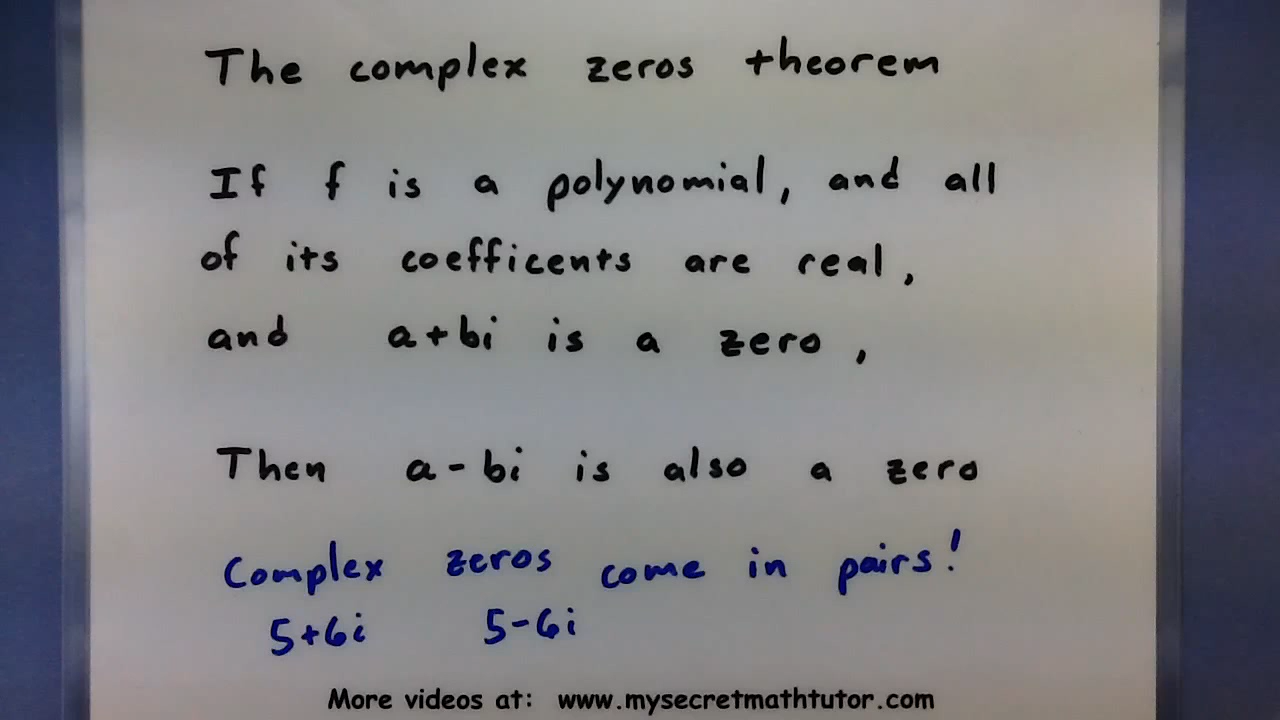 The complex zeros theorem
If f is a polynomial, and all
of its coefficents are real,
and a+bi is a zero,
Then a-bi is also a zero
Complex zeros come in pairs!
5+6i 5-6i
More videos at: www.mysecretmathtutor.com